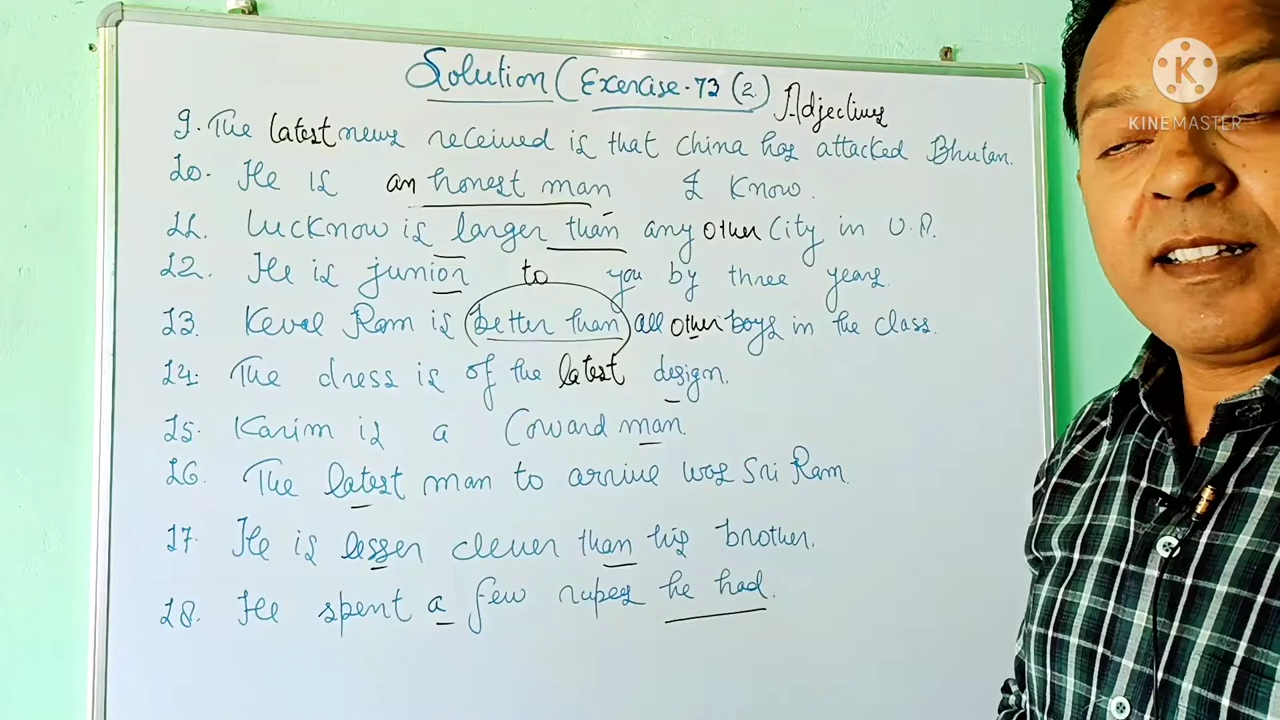 Solution (Exercise-73 (2.)
Adjectives
9. The latest news received is that China has attacked Bhutan.
10. He is an honest man I know.
11. Lucknow is larger than any other City in U.P.
12. He is junior to you by three years.
13. Keval Ram is better than all other boys in the class.
14. The dress is of the latest design.
15. Karim is a Coward man.
16. The latest man to arrive was Sri Ram.
17. He is lesser clever than his brother.
18. He spent a few rupes he had.
K
KINEMASTER